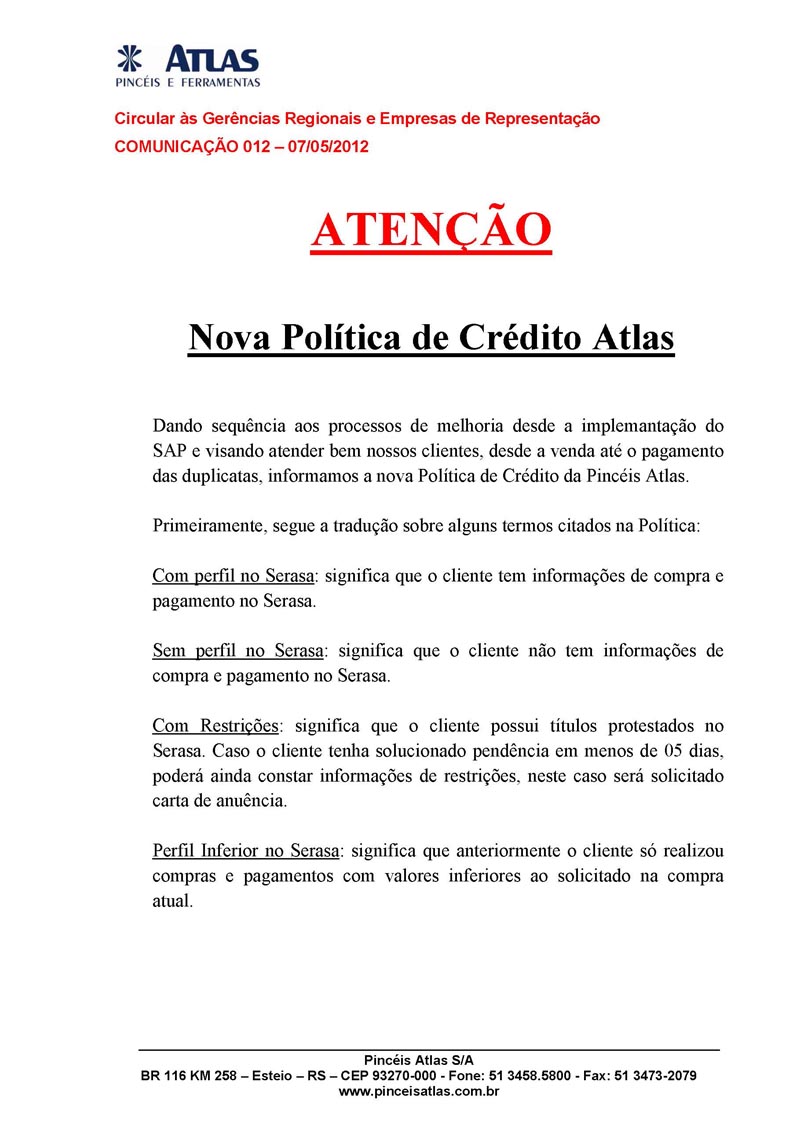 ATLAS
PINCÉIS E FERRAMENTAS
Circular às Gerências Regionais e Empresas de Representação
COMUNICAÇÃO 012 – 07/05/2012
ATENÇÃO
Nova Política de Crédito Atlas
Dando sequência aos processos de melhoria desde a implemantação do
SAP e visando atender bem nossos clientes, desde a venda até o pagamento
das duplicatas, informamos a nova Política de Crédito da Pincéis Atlas.
Primeiramente, segue a tradução sobre alguns termos citados na Política:
Com perfil no Serasa: significa que o cliente tem informações de compra e
pagamento no Serasa.
Sem perfil no Serasa: significa que o cliente não tem informações de
compra e pagamento no Serasa.
Com Restrições: significa que o cliente possui títulos protestados no
Serasa. Caso o cliente tenha solucionado pendência em menos de 05 dias,
poderá ainda constar informações de restrições, neste caso será solicitado
carta de anuência.
Perfil Inferior no Serasa: significa que anteriormente o cliente só realizou
compras e pagamentos com valores inferiores ao solicitado na compra
atual.
Pincéis Atlas S/A
BR 116 KM 258 – Esteio – RS – CEP 93270-000 - Fone: 51 3458.5800 - Fax: 51 3473-2079
www.pinceisatlas.com.br